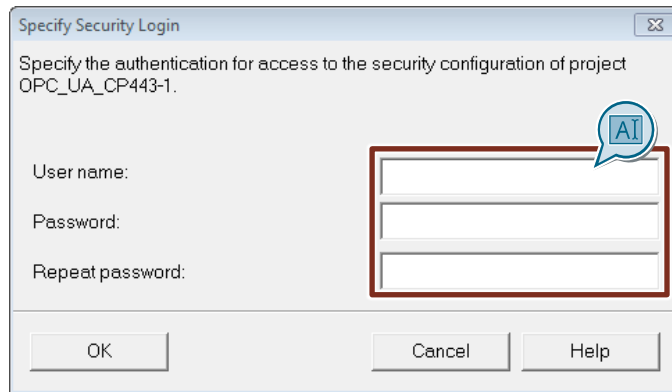 Specify Security Login
Specify the authentication for access to the security configuration of project
OPC_UA_CP443-1.
AI
User name:
Password:
Repeat password:
OK
Cancel
Help